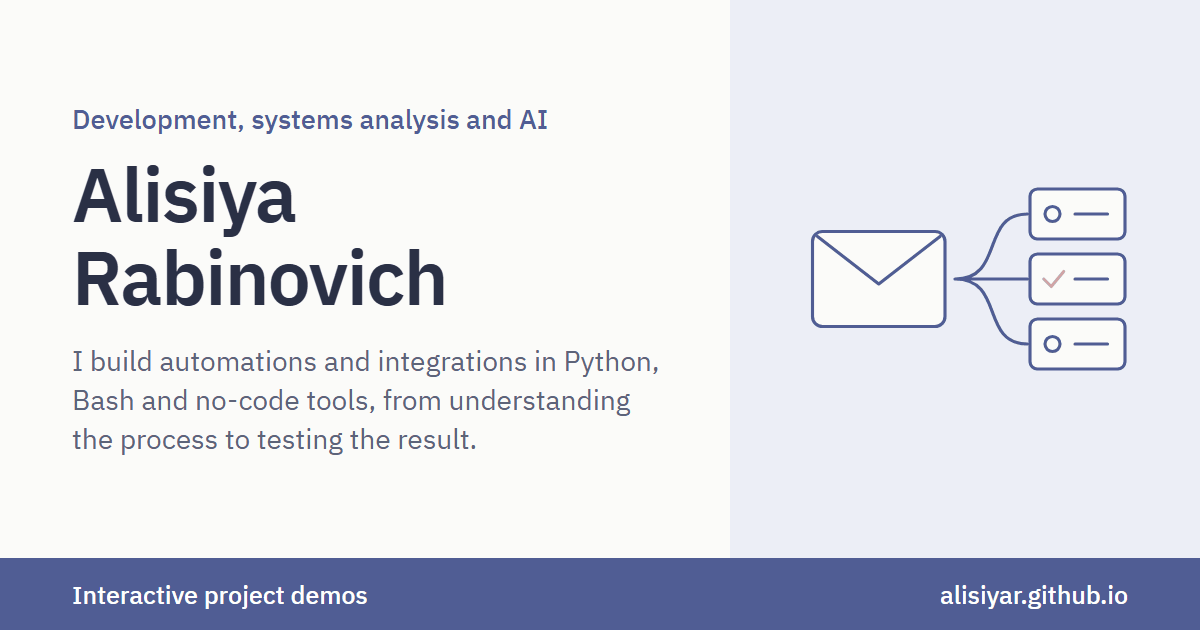 Development, systems analysis and AI
Alisiya
Rabinovich
I build automations and integrations in Python,
Bash and no-code tools, from understanding
the process to testing the result.
Interactive project demos
alisiyar.github.io